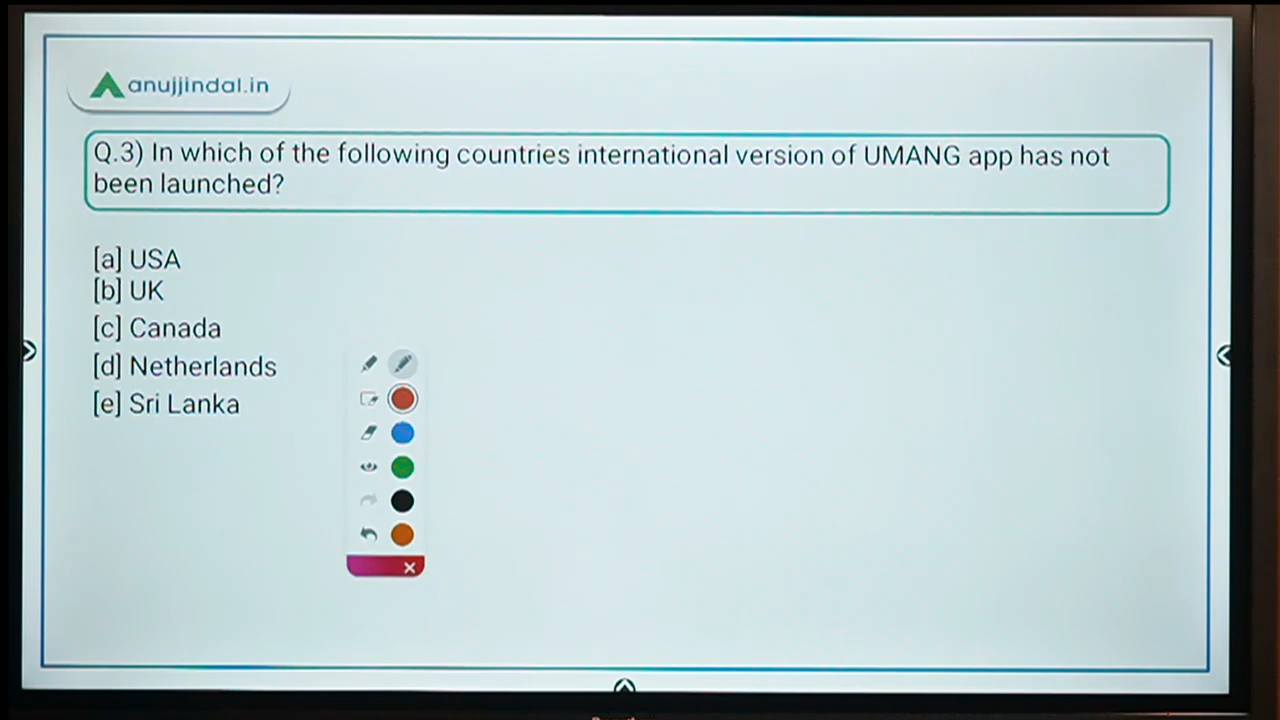 anujjindal.in
Q.3) In which of the following countries international version of UMANG app has not
been launched?
[a] USA
[b] UK
[c] Canada
[d] Netherlands
[e] Sri Lanka